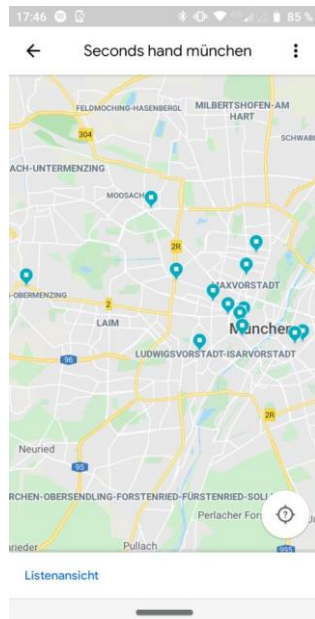 17:46
85 %
Seconds hand münchen
FELDMOCHING-HASENBERGL
MILBERTSHOFEN-AM
HART
304
SCHWAB
ACH-UNTERMENZING
MOOSACH
2R
MAXVORSTADT
-OBERMENZING
2
LAIM
München
LUDWIGSVORSTADT-ISARVORSTADT
96
2R
Neuried
95
RCHEN-OBERSENDLING-FORSTENRIED-FÜRSTENRIED-SOLL
Perlacher For
?
rieder
Pullach
995
Listenansicht